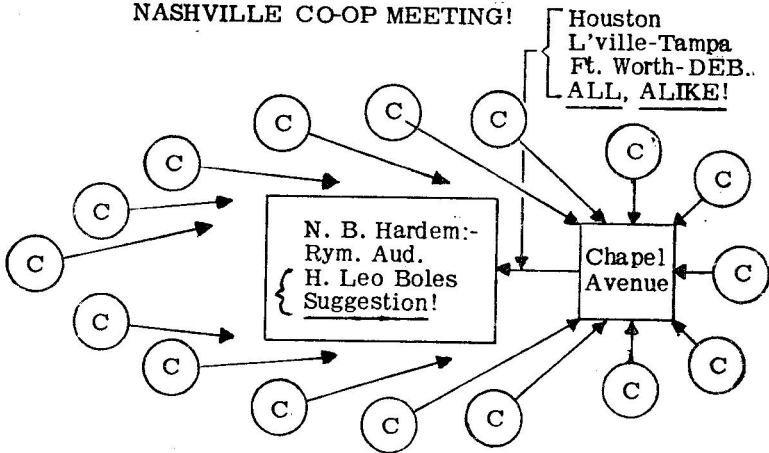 NASHVILLE CO-OP MEETING!
Houston
L'ville-Tampa
Ft. Worth-DEB..
ALL, ALIKE!
C
C
C
C
C
C
C
C
N. B. Hardem:-
Rym. Aud.
H. Leo Boles
Suggestion!
Chapel
Avenue
C
C
C
C
C
C
C
C